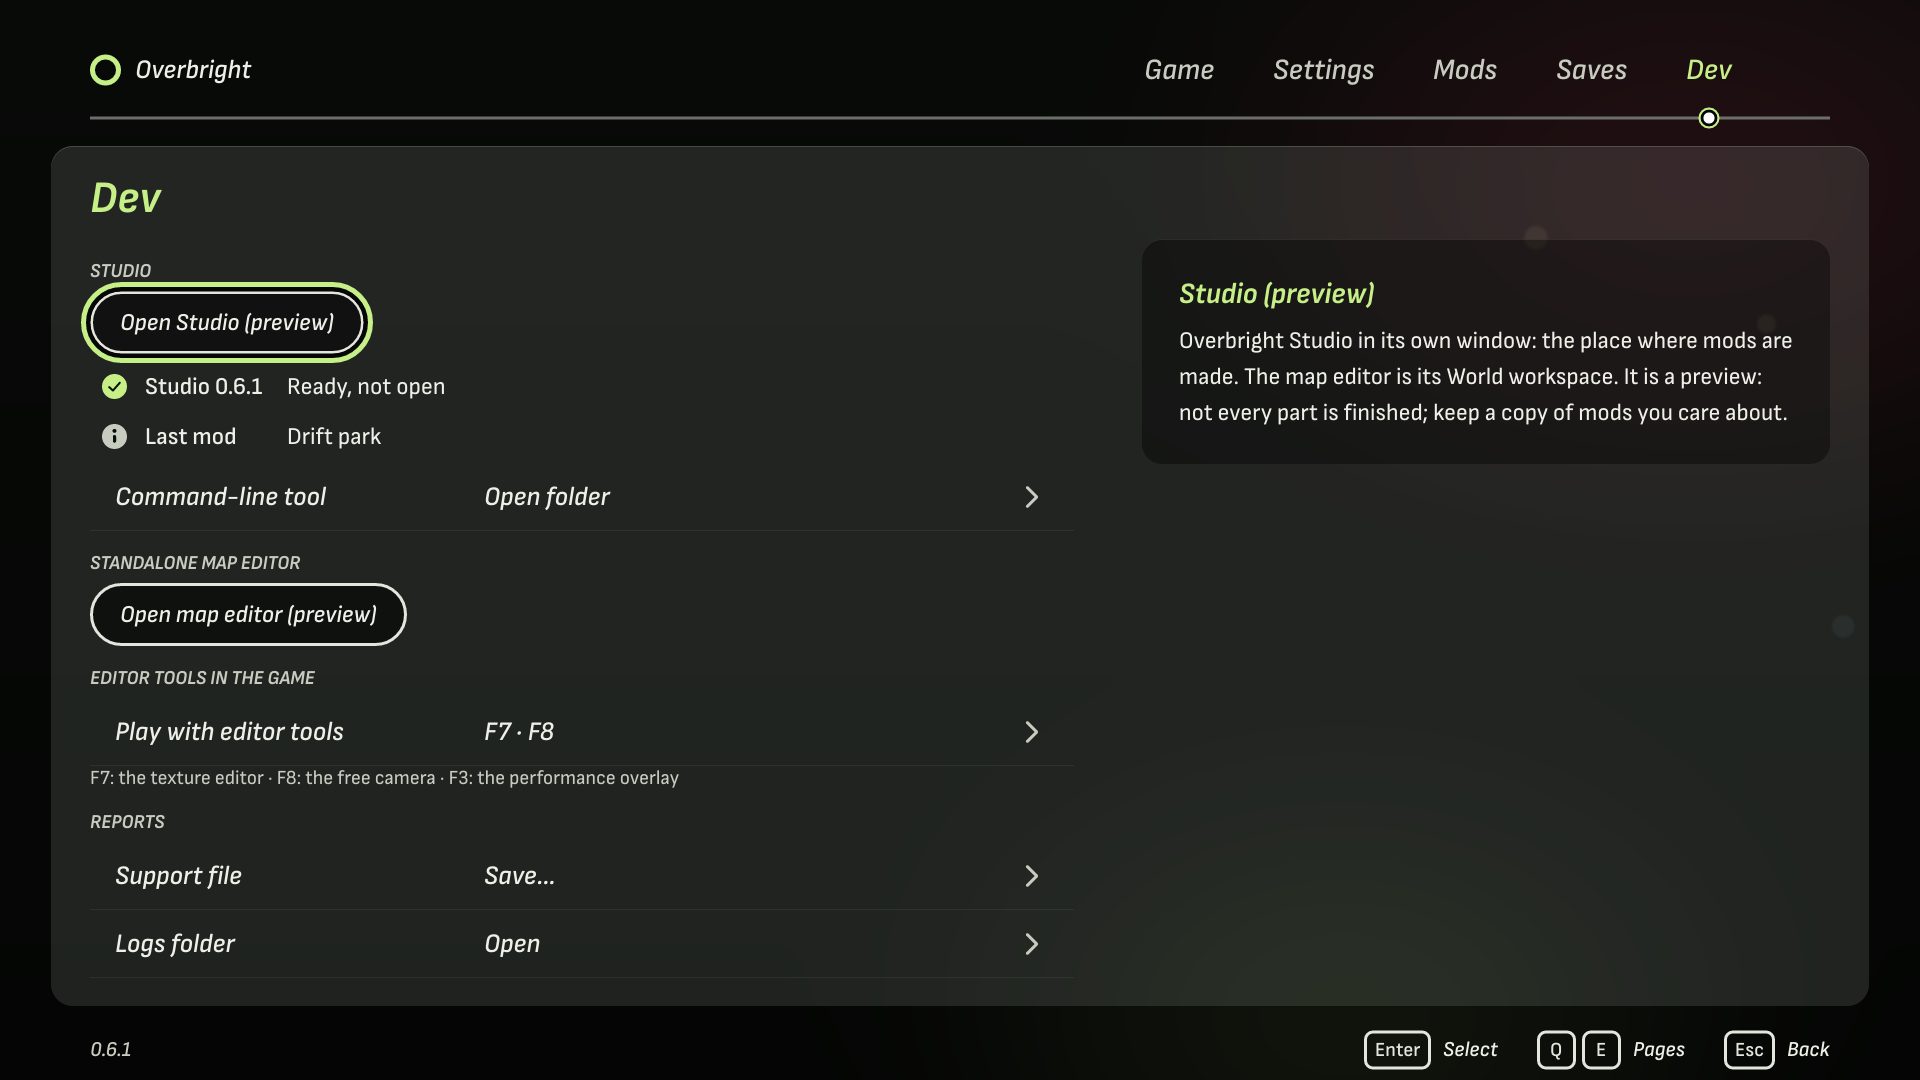 Overbright
Game Settings Mods Saves Dev
Dev
STUDIO
Open Studio (preview)
Studio 0.6.1 Ready, not open
Last mod Drift park
Command-line tool Open folder
STANDALONE MAP EDITOR
Open map editor (preview)
EDITOR TOOLS IN THE GAME
Play with editor tools F7 · F8
F7: the texture editor · F8: the free camera · F3: the performance overlay
REPORTS
Support file Save...
Logs folder Open
Studio (preview)
Overbright Studio in its own window: the place where mods are
made. The map editor is its World workspace. It is a preview:
not every part is finished; keep a copy of mods you care about.
0.6.1
Enter Select Q E Pages Esc Back